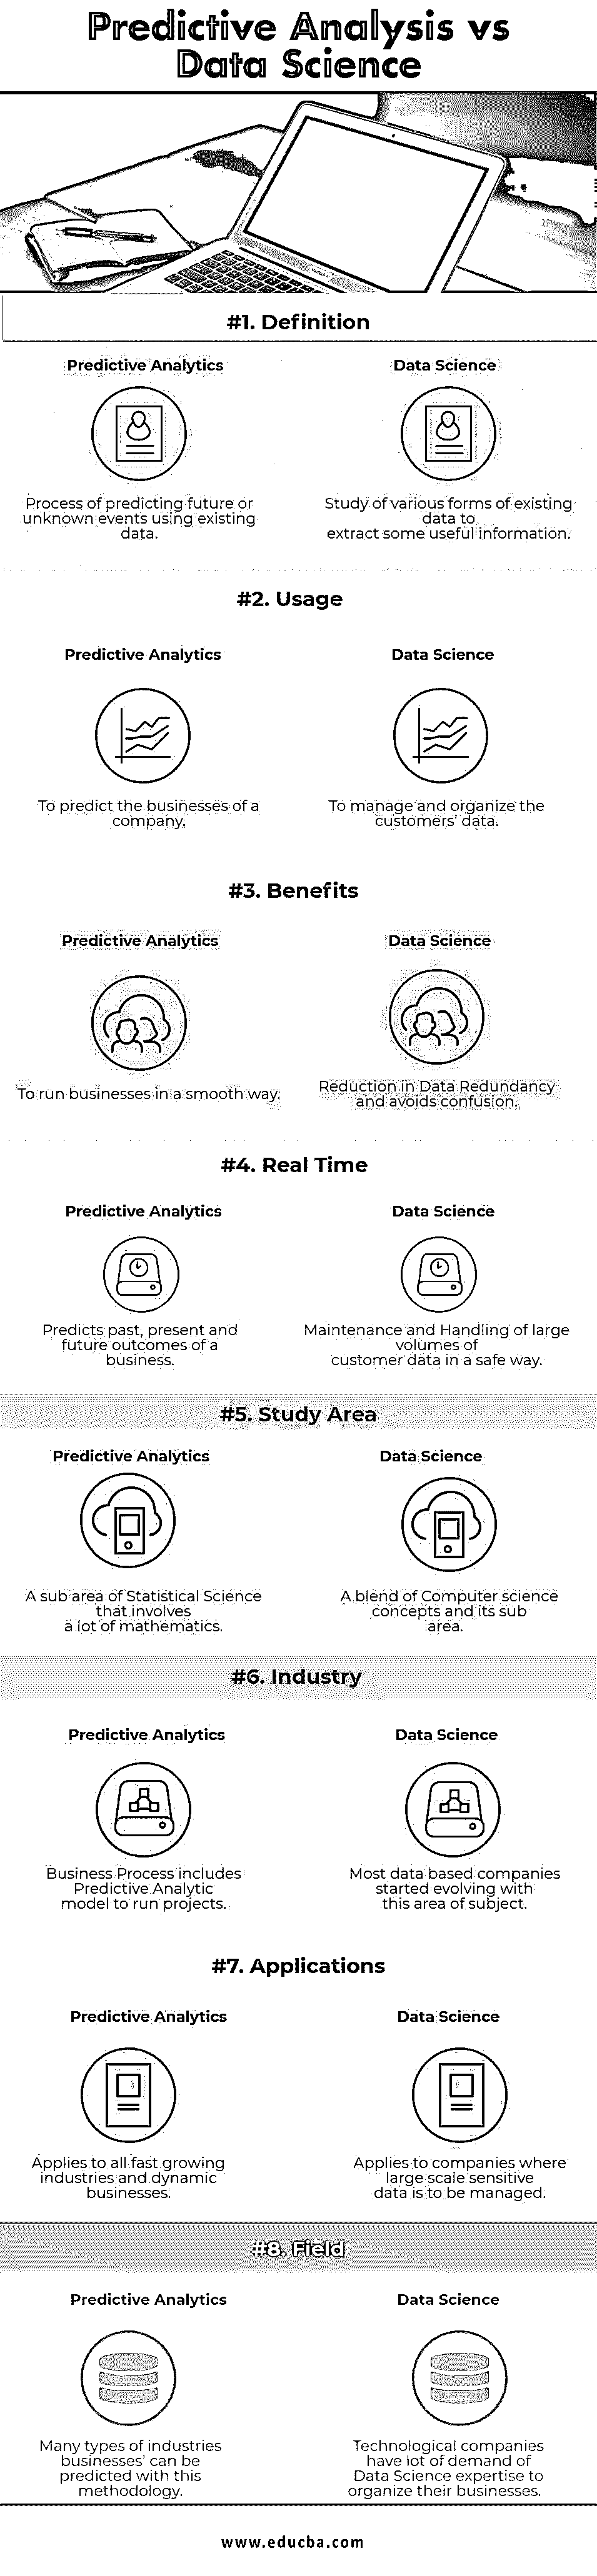 Predictive Analysis vs
Data Science
#1. Definition
Predictive Analytics
Process of predicting future or
unknown events using existing
data.
Data Science
Study of various forms of existing
data to
extract some useful information.
#2. Usage
Predictive Analytics
To predict the businesses of a
company.
Data Science
To manage and organize the
customers' data.
#3. Benefits
Predictive Analytics
To run businesses in a smooth way.
Data Science
Reduction in Data Redundancy
and avoids confusion.
#4. Real Time
Predictive Analytics
Predicts past, present and
future outcomes of a
business.
Data Science
Maintenance and Handling of large
volumes of
customer data in a safe way.
#5. Study Area
Predictive Analytics
A sub area of Statistical Science
that involves
a lot of mathematics.
Data Science
A blend of Computer science
concepts and its sub
area.
#6. Industry
Predictive Analytics
Business Process includes
Predictive Analytic
model to run projects.
Data Science
Most data based companies
started evolving with
this area of subject.
#7. Applications
Predictive Analytics
Applies to all fast growing
industries and dynamic
businesses.
Data Science
Applies to companies where
large scale sensitive
data is to be managed.
#8. Field
Predictive Analytics
Many types of industries
businesses' can be
predicted with this
methodology.
Data Science
Technological companies
have lot of demand of
Data Science expertise to
organize their businesses.
www.educba.com